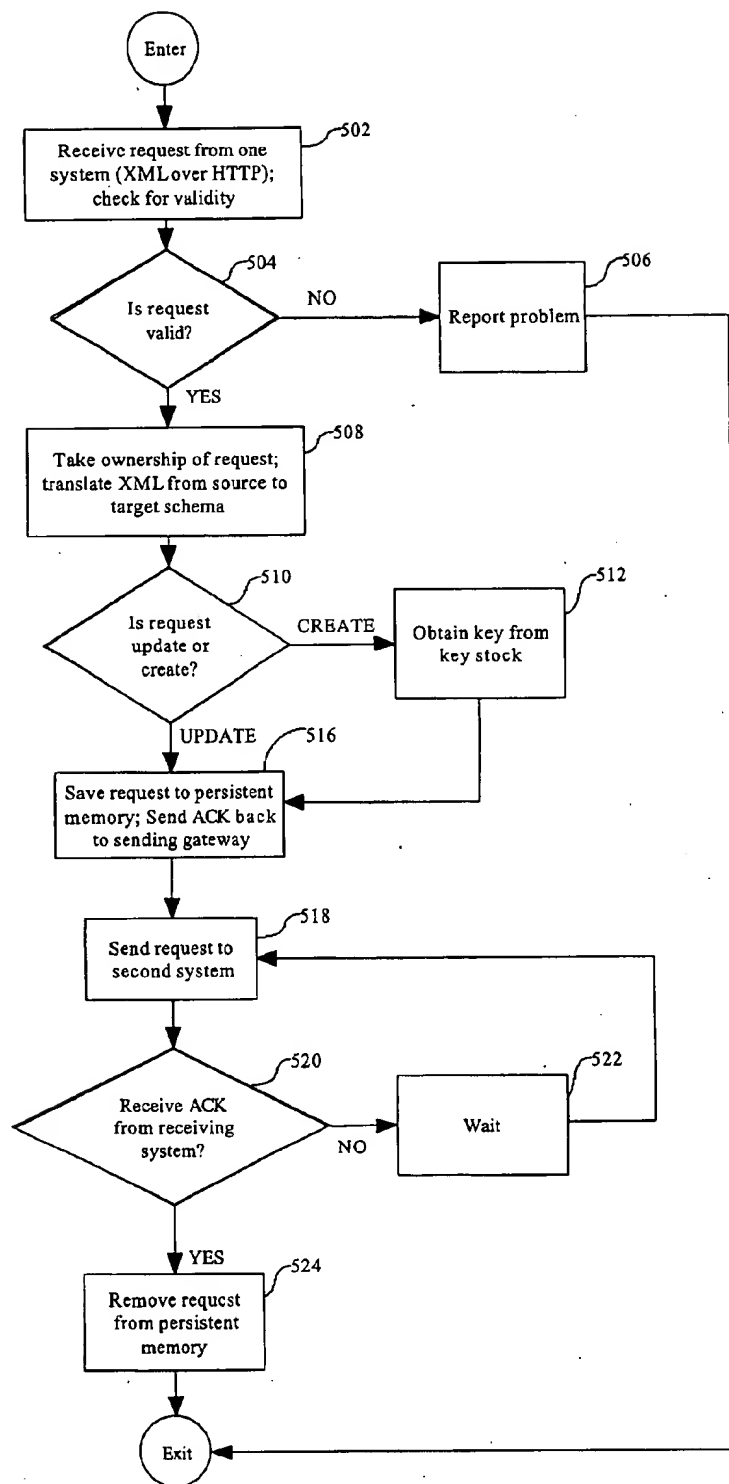 Enter
502
Receive request from one
system (XML over HTTP);
check for validity
504
Is request
valid?
NO
506
Report problem
YES
508
Take ownership of request;
translate XML from source to
target schema
510
Is request
update or
create?
CREATE
512
Obtain key from
key stock
UPDATE
516
Save request to persistent
memory; Send ACK back
to sending gateway
518
Send request to
second system
520
Receive ACK
from receiving
system?
NO
522
Wait
YES
524
Remove request
from persistent
memory
Exit